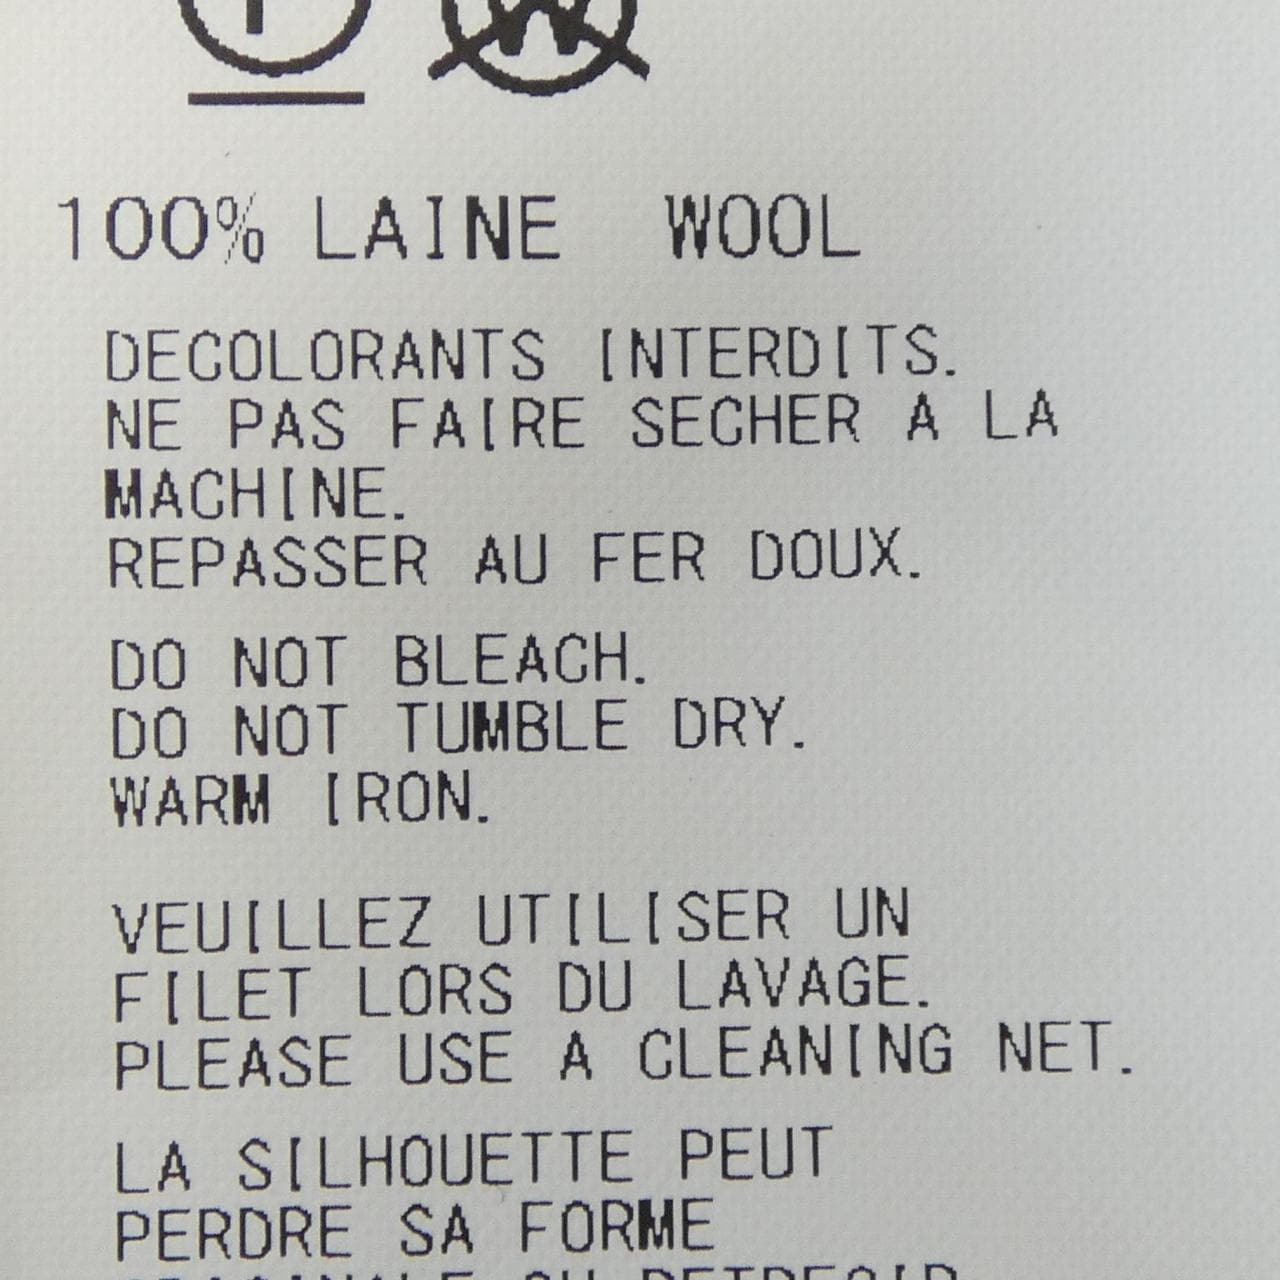 W
100% LAINE WOOL
DECOLORANTS INTERDITS.
NE PAS FAIRE SECHER A LA
MACHINE.
REPASSER AU FER DOUX.
DO NOT BLEACH.
DO NOT TUMBLE DRY.
WARM IRON.
VEUILLEZ UTILISER UN
FILET LORS DU LAVAGE.
PLEASE USE A CLEANING NET.
LA SILHOUETTE PEUT
PERDRE SA FORME